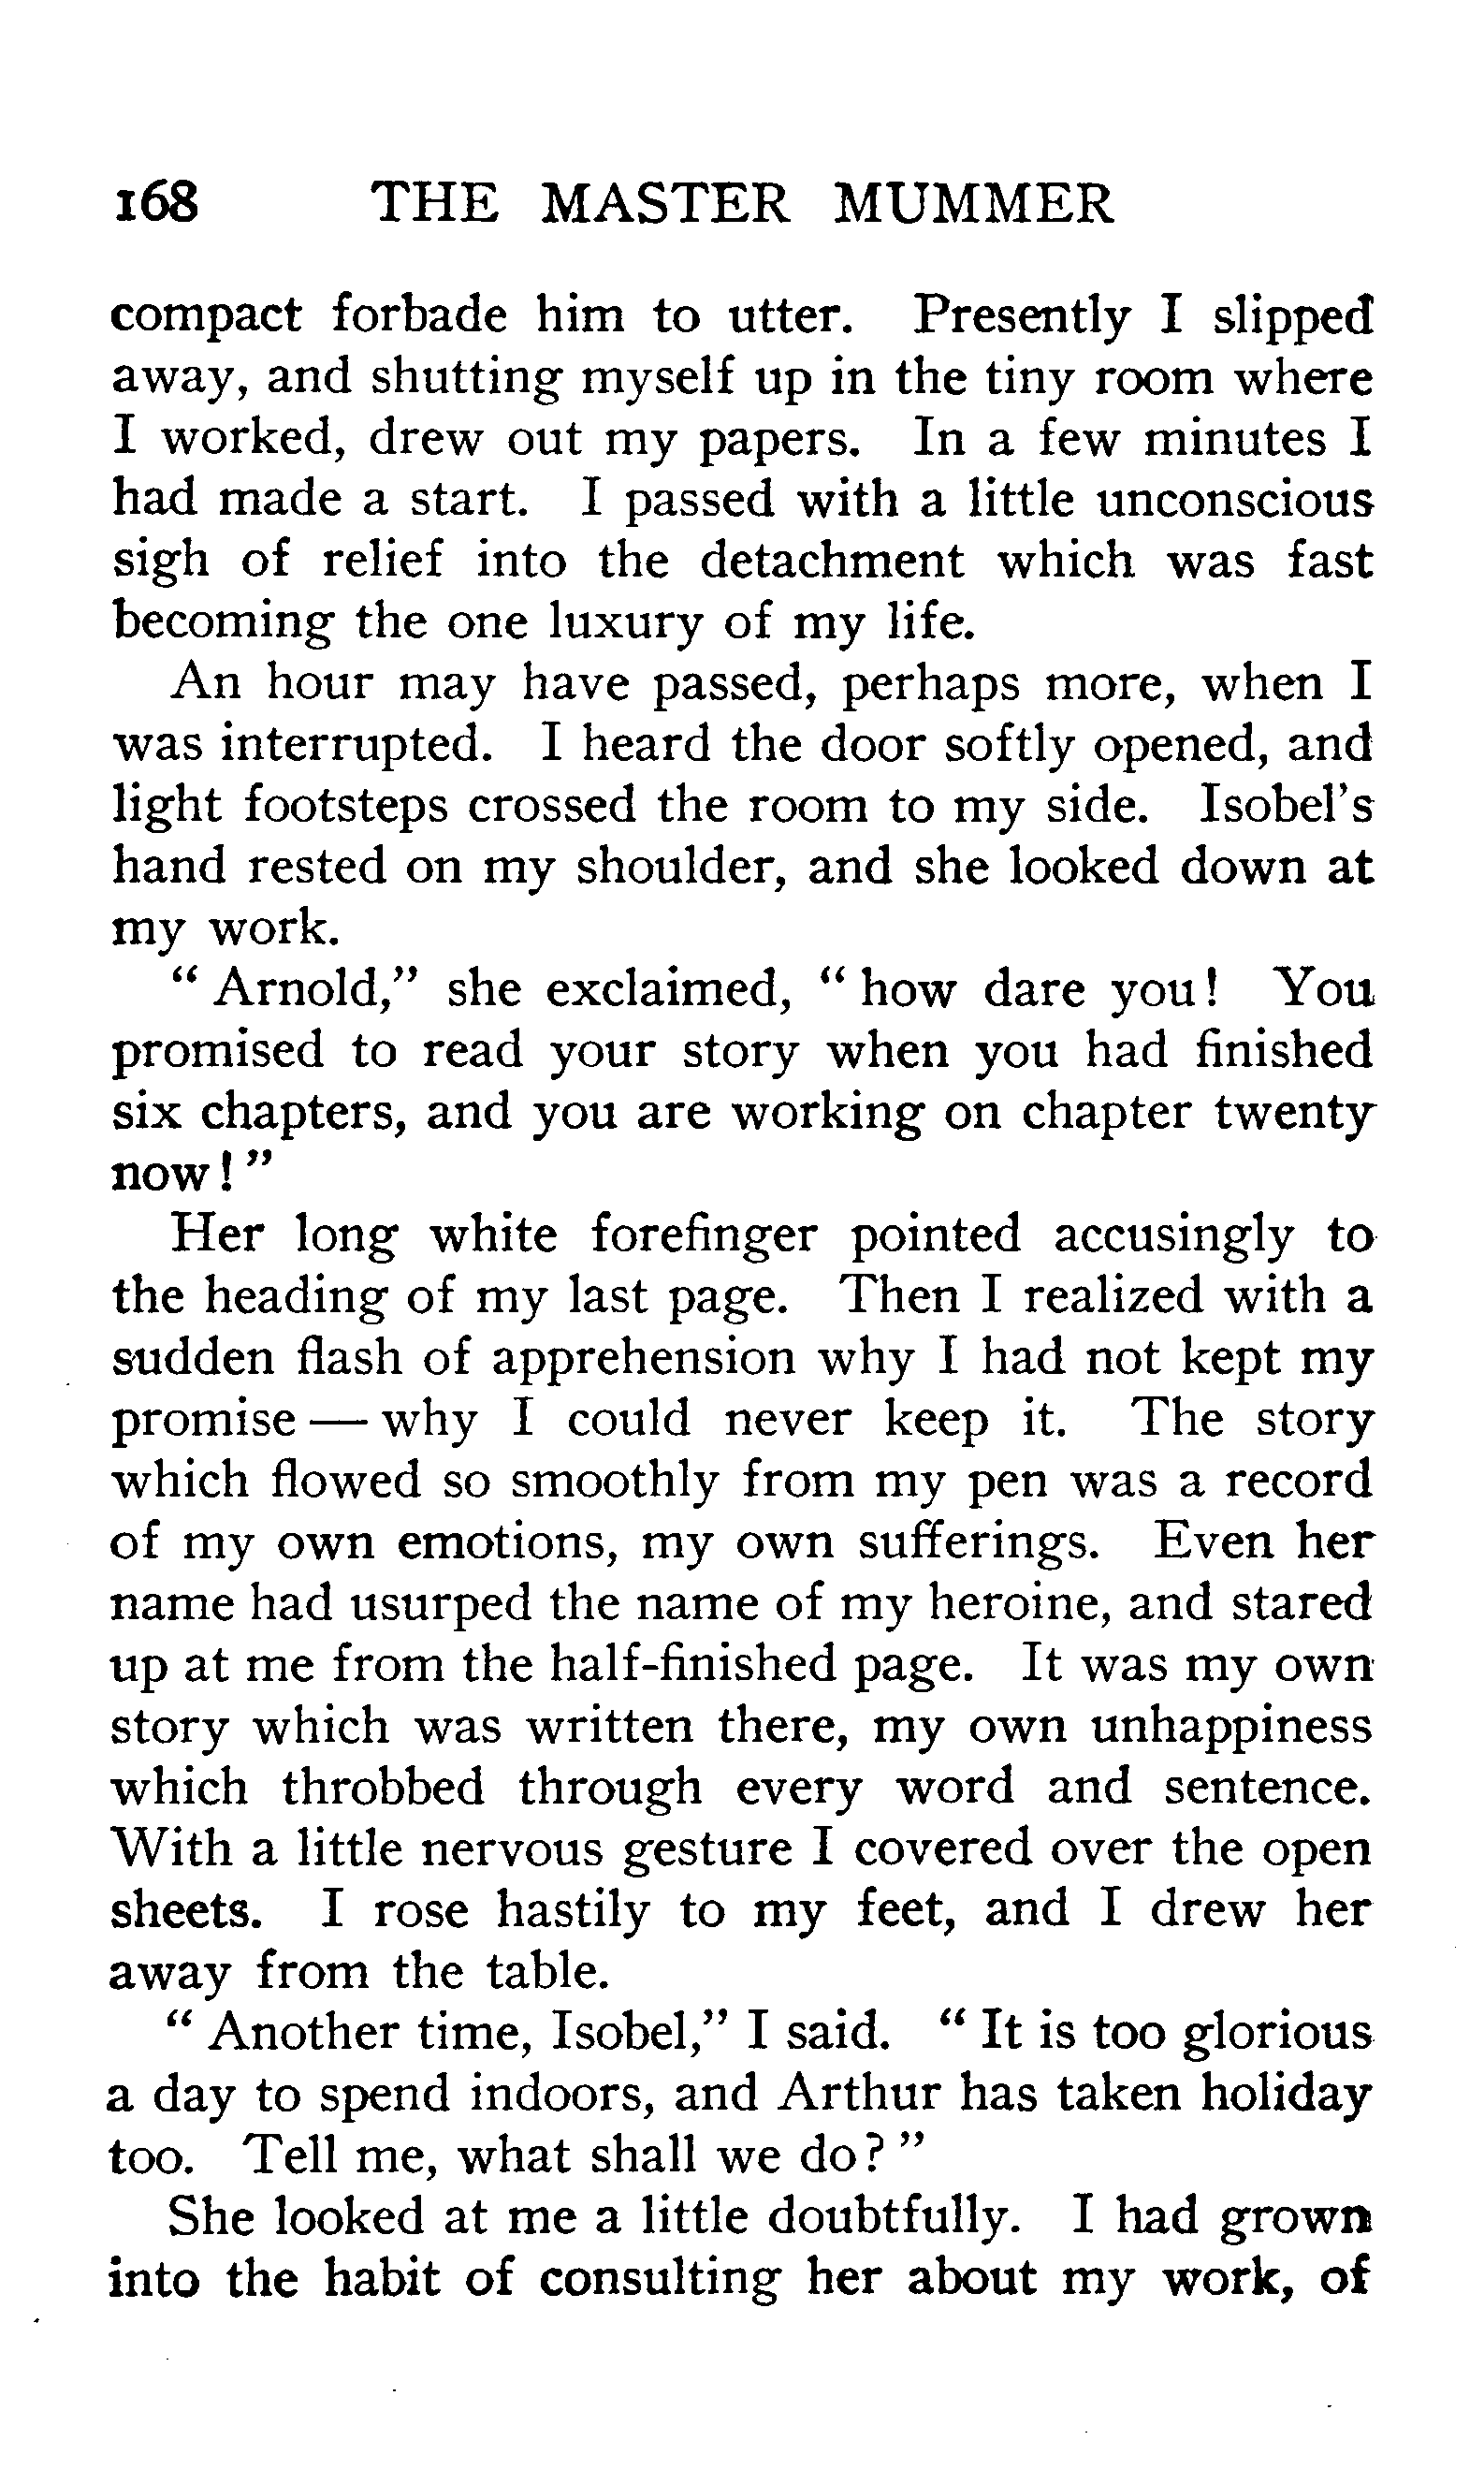 168 THE MASTER MUMMER
compact forbade him to utter. Presently I slipped
away, and shutting myself up in the tiny room where
I worked, drew out my papers. In a few minutes I
had made a start. I passed with a little unconscious
sigh of relief into the detachment which was fast
becoming the one luxury of my life.
An hour may have passed, perhaps more, when I
was interrupted. I heard the door softly opened, and
light footsteps crossed the room to my side. Isobel's
hand rested on my shoulder, and she looked down at
my work.
" Arnold," she exclaimed, " how dare you! You
promised to read your story when you had finished
six chapters, and you are working on chapter twenty
now! "
Her long white forefinger pointed accusingly to
the heading of my last page. Then I realized with a
sudden flash of apprehension why I had not kept my
promise — why I could never keep it. The story
which flowed so smoothly from my pen was a record
of my own emotions, my own sufferings. Even her
name had usurped the name of my heroine, and stared
up at me from the half-finished page. It was my own
story which was written there, my own unhappiness
which throbbed through every word and sentence.
With a little nervous gesture I covered over the open
sheets. I rose hastily to my feet, and I drew her
away from the table.
" Another time, Isobel," I said. " It is too glorious
a day to spend indoors, and Arthur has taken holiday
too. Tell me, what shall we do? "
She looked at me a little doubtfully. I had grown
into the habit of consulting her about my work, of